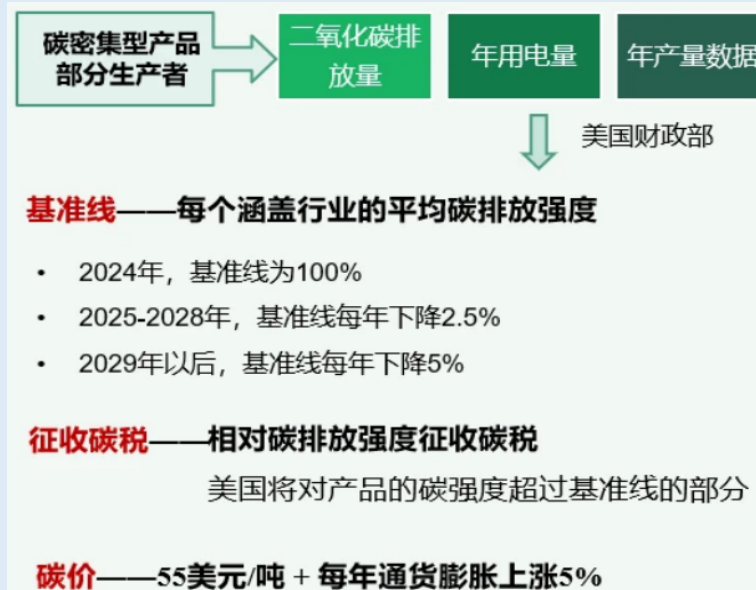 碳密集型产品
部分生产者
二氧化碳排
放量
年用电量
年产量数据
美国财政部
基准线——每个涵盖行业的平均碳排放强度
• 2024年，基准线为100%
• 2025-2028年，基准线每年下降2.5%
• 2029年以后，基准线每年下降5%
征收碳税——相对碳排放强度征收碳税
美国将对产品的碳强度超过基准线的部分
碳价——55美元/吨 + 每年通货膨胀上涨5%